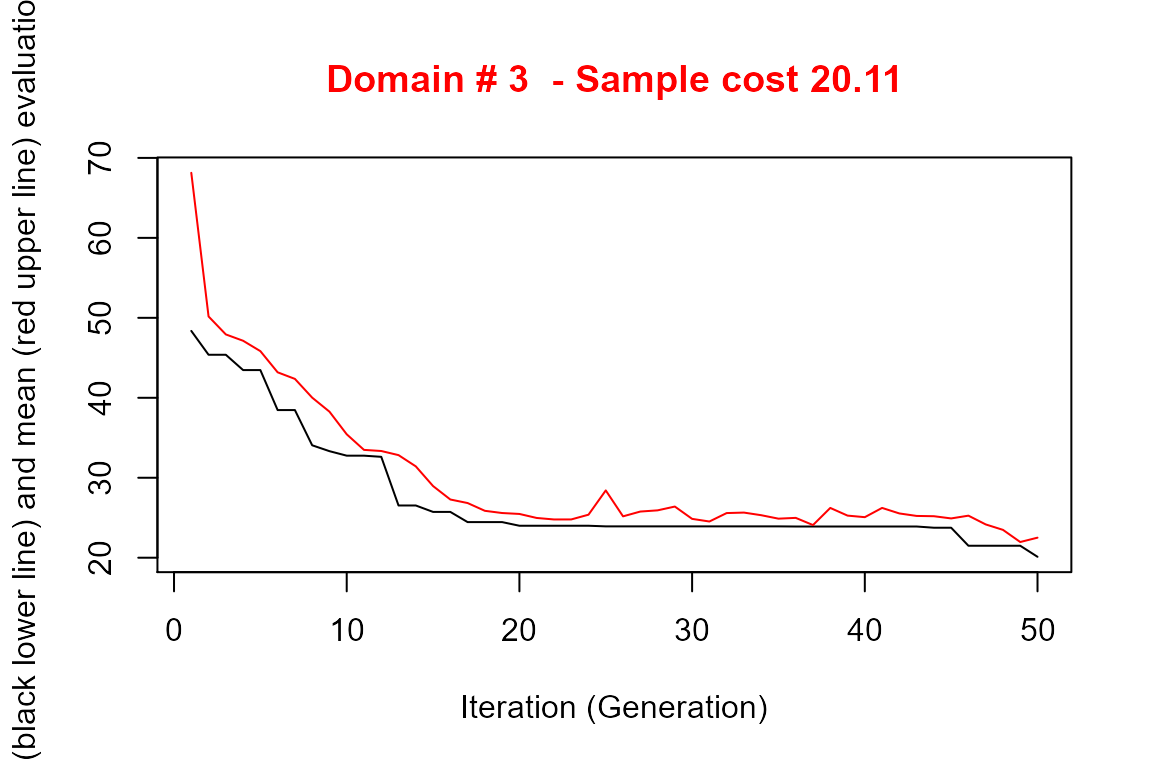 Domain # 3 - Sample cost 20.11
(black lower line) and mean (red upper line) evaluatio
70
60
50
40
30
20
0 10 20 30 40 50
Iteration (Generation)